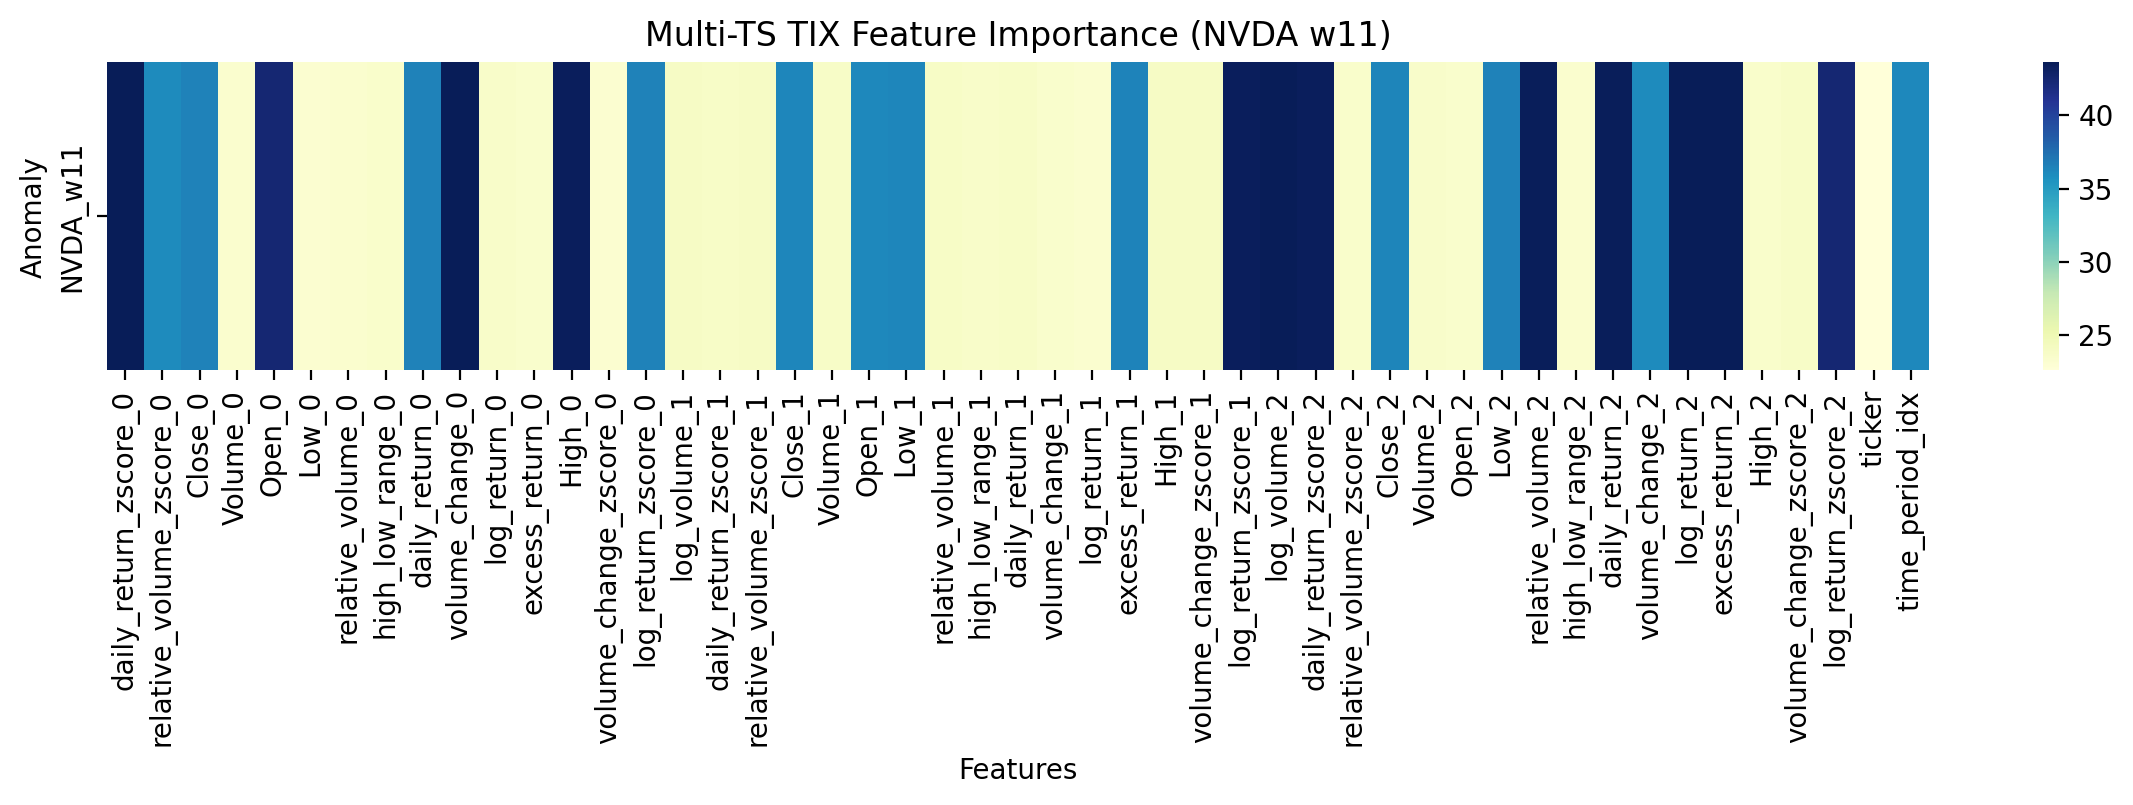 Multi-TS TIX Feature Importance (NVDA w11)
Anomaly
NVDA_w11
40
35
30
25
daily_return_zscore_0
relative_volume_zscore_0
Close_0
Volume_0
Open_0
Low_0
relative_volume_0
high_low_range_0
daily_return_0
volume_change_0
log_return_0
excess_return_0
High_0
volume_change_zscore_0
log_return_zscore_0
log_volume_1
daily_return_zscore_1
relative_volume_zscore_1
Close_1
Volume_1
Open_1
Low_1
relative_volume_1
high_low_range_1
daily_return_1
volume_change_1
log_return_1
excess_return_1
High_1
volume_change_zscore_1
log_return_zscore_1
log_volume_2
daily_return_zscore_2
relative_volume_zscore_2
Close_2
Volume_2
Open_2
Low_2
relative_volume_2
high_low_range_2
daily_return_2
volume_change_2
log_return_2
excess_return_2
High_2
volume_change_zscore_2
log_return_zscore_2
ticker
time_period_idx
Features